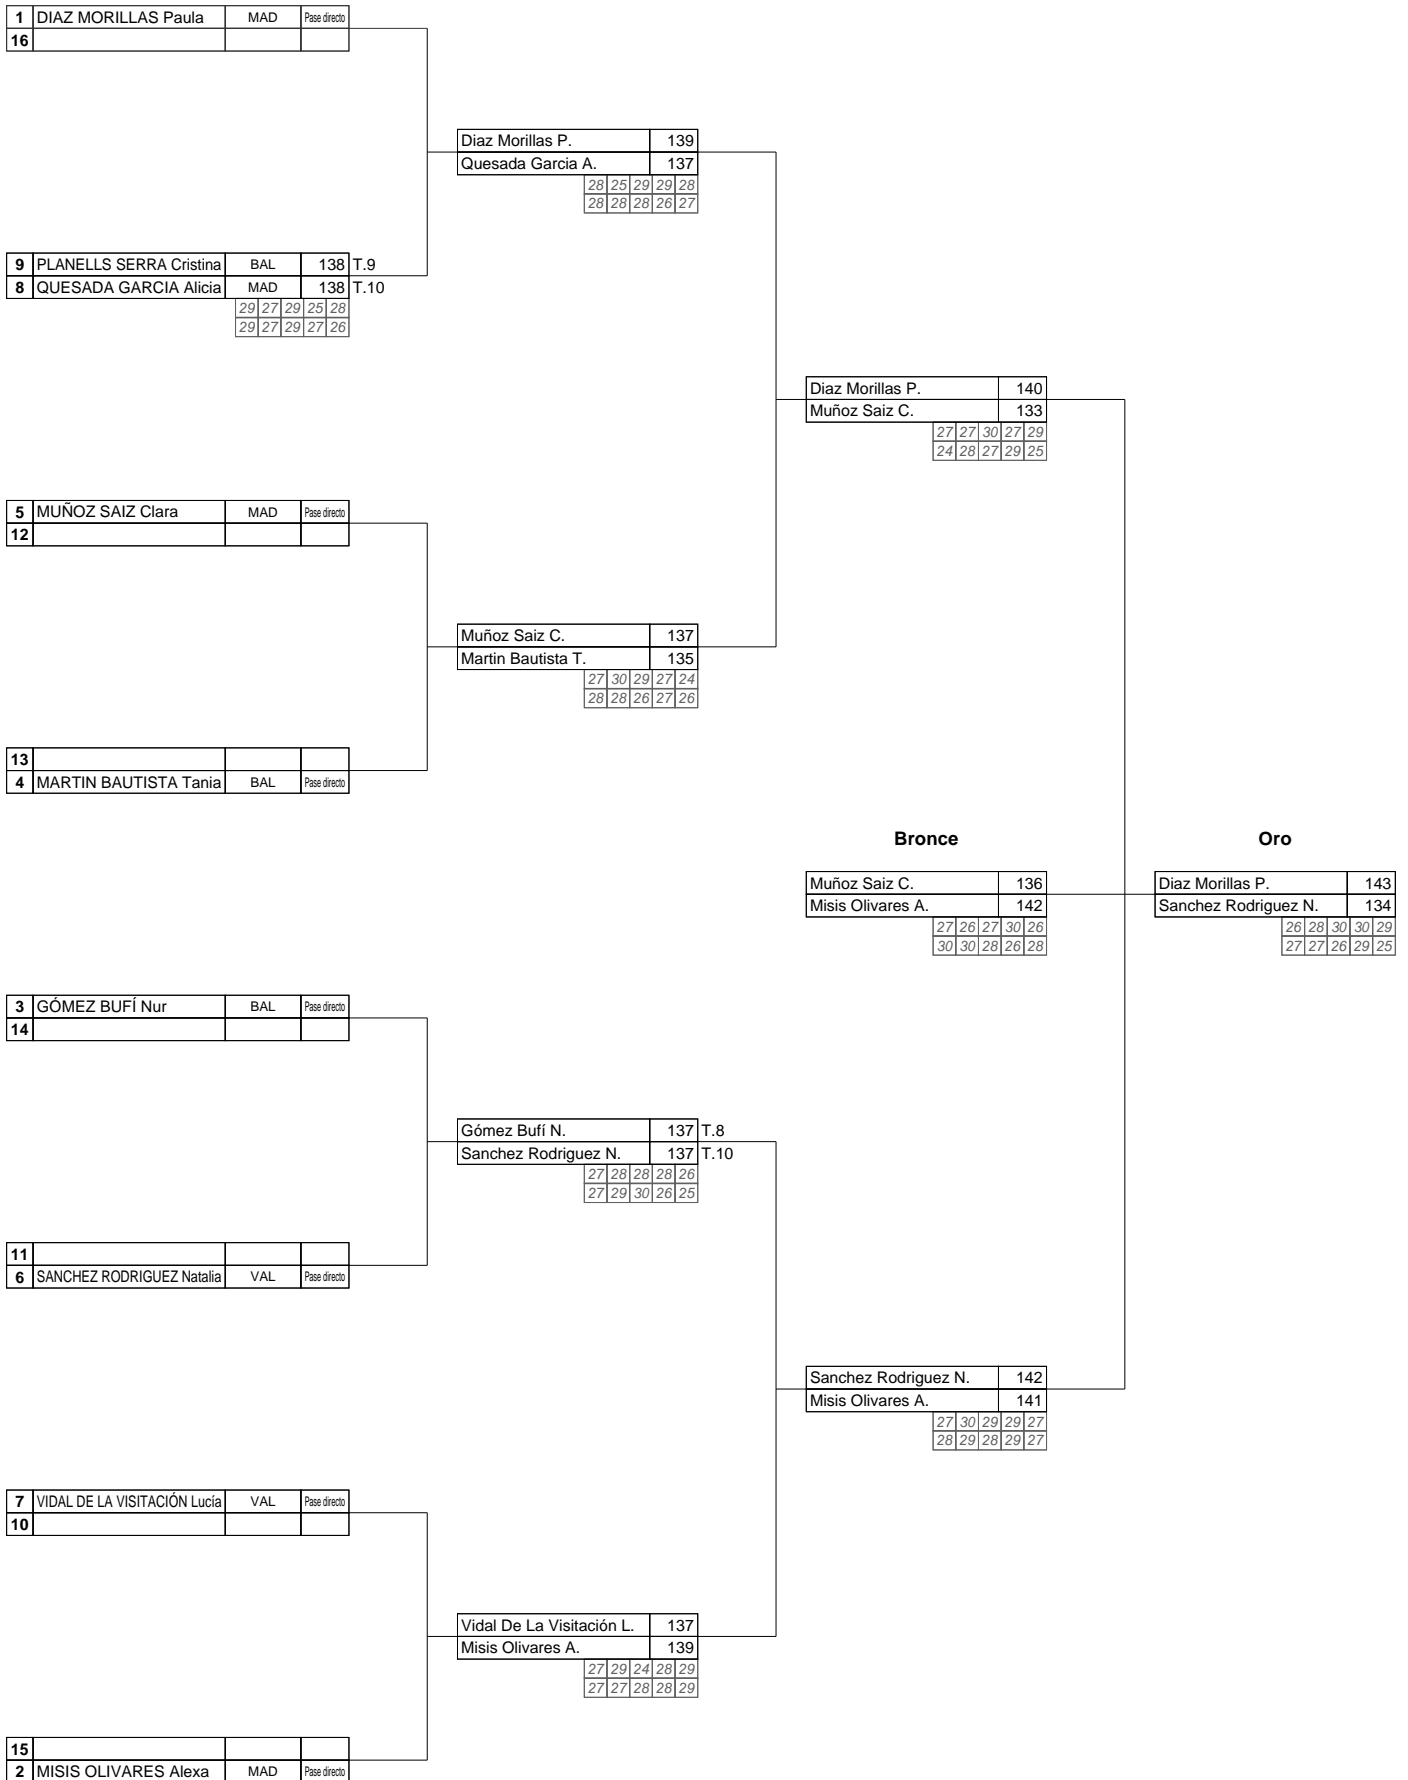 1 DIAZ MORILLAS Paula MAD Pase directo
16
Diaz Morillas P. 139
Quesada Garcia A. 137
28 25 29 29 28
28 28 28 26 27
9 PLANELLS SERRA Cristina BAL 138 T.9
8 QUESADA GARCIA Alicia MAD 138 T.10
29 27 29 25 28
29 27 29 27 26
Diaz Morillas P. 140
Muñoz Saiz C. 133
27 27 30 27 29
24 28 27 29 25
5 MUÑOZ SAIZ Clara MAD Pase directo
12
Muñoz Saiz C. 137
Martin Bautista T. 135
27 30 29 27 24
28 28 26 27 26
13
4 MARTIN BAUTISTA Tania BAL Pase directo
Bronce Oro
Muñoz Saiz C. 136 Diaz Morillas P. 143
Misis Olivares A. 142 Sanchez Rodriguez N. 134
27 26 27 30 26 26 28 30 30 29
30 30 28 26 28 27 27 26 29 25
3 GÓMEZ BUFÍ Nur BAL Pase directo
14
Gómez Bufí N. 137 T.8
Sanchez Rodriguez N. 137 T.10
27 28 28 28 26
27 29 30 26 25
11
6 SANCHEZ RODRIGUEZ Natalia VAL Pase directo
Sanchez Rodriguez N. 142
Misis Olivares A. 141
27 30 29 29 27
28 29 28 29 27
7 VIDAL DE LA VISITACIÓN Lucía VAL Pase directo
10
Vidal De La Visitación L. 137
Misis Olivares A. 139
27 29 24 28 29
27 27 28 28 29
15
2 MISIS OLIVARES Alexa MAD Pase directo